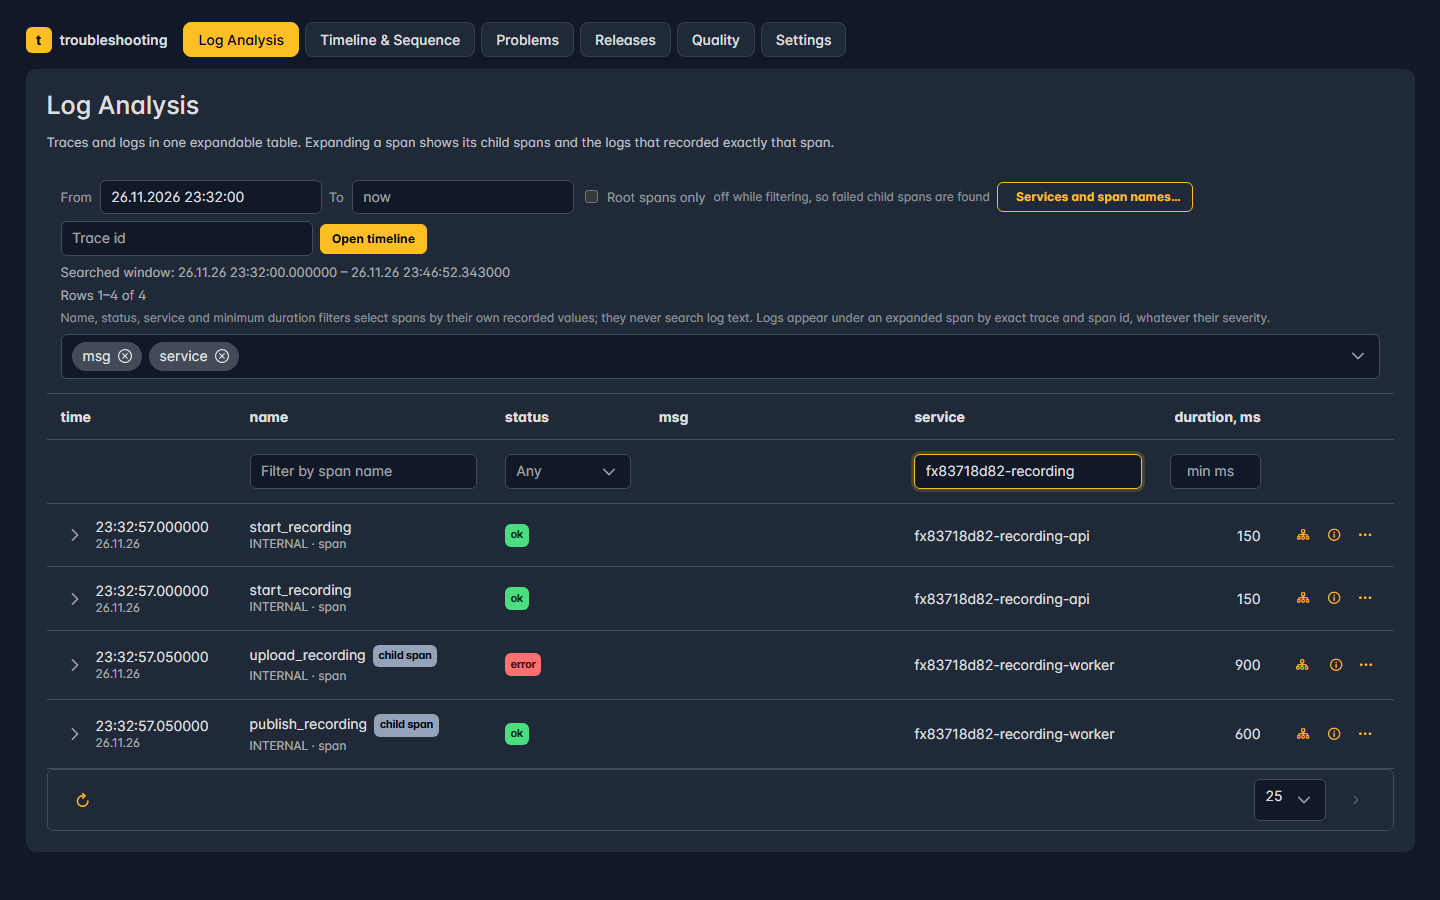 t troubleshooting Log Analysis Timeline & Sequence Problems Releases Quality Settings
Log Analysis
Traces and logs in one expandable table. Expanding a span shows its child spans and the logs that recorded exactly that span.
From 26.11.2026 23:32:00 To now Root spans only off while filtering, so failed child spans are found Services and span names...
Trace id Open timeline
Searched window: 26.11.26 23:32:00.000000 – 26.11.26 23:46:52.343000
Rows 1–4 of 4
Name, status, service and minimum duration filters select spans by their own recorded values; they never search log text. Logs appear under an expanded span by exact trace and span id, whatever their severity.
msg service
time name status msg service duration, ms
Filter by span name Any fx83718d82-recording min ms
23:32:57.000000 start_recording ok fx83718d82-recording-api 150
26.11.26 INTERNAL · span
23:32:57.000000 start_recording ok fx83718d82-recording-api 150
26.11.26 INTERNAL · span
23:32:57.050000 upload_recording child span error fx83718d82-recording-worker 900
26.11.26 INTERNAL · span
23:32:57.050000 publish_recording child span ok fx83718d82-recording-worker 600
26.11.26 INTERNAL · span
25